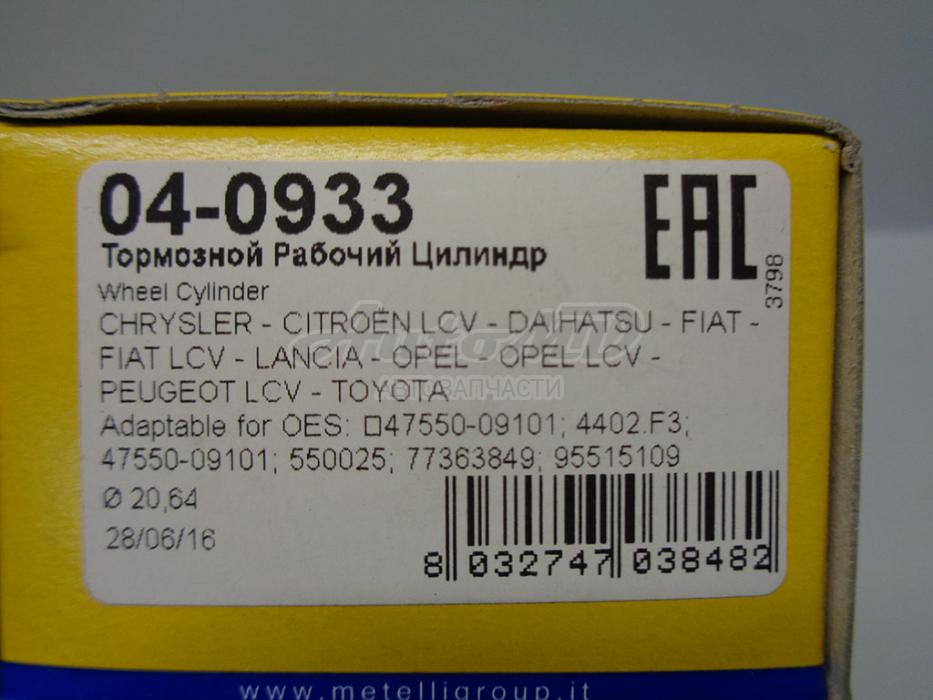 04-0933
EAC
Тормозной Рабочий Цилиндр
3798
Wheel Cylinder
CHRYSLER - CITROËN LCV - DAIHATSU - FIAT -
FIAT LCV - LANCIA - OPEL - OPEL LCV -
PEUGEOT LCV - TOYOTA
АВТОЗАПЧАСТИ
Adaptable for OES: □47550-09101; 4402.F3;
47550-09101; 550025; 77363849; 95515109
Ø 20,64
28/06/16
8 032747 038482
www.metelligroup.it